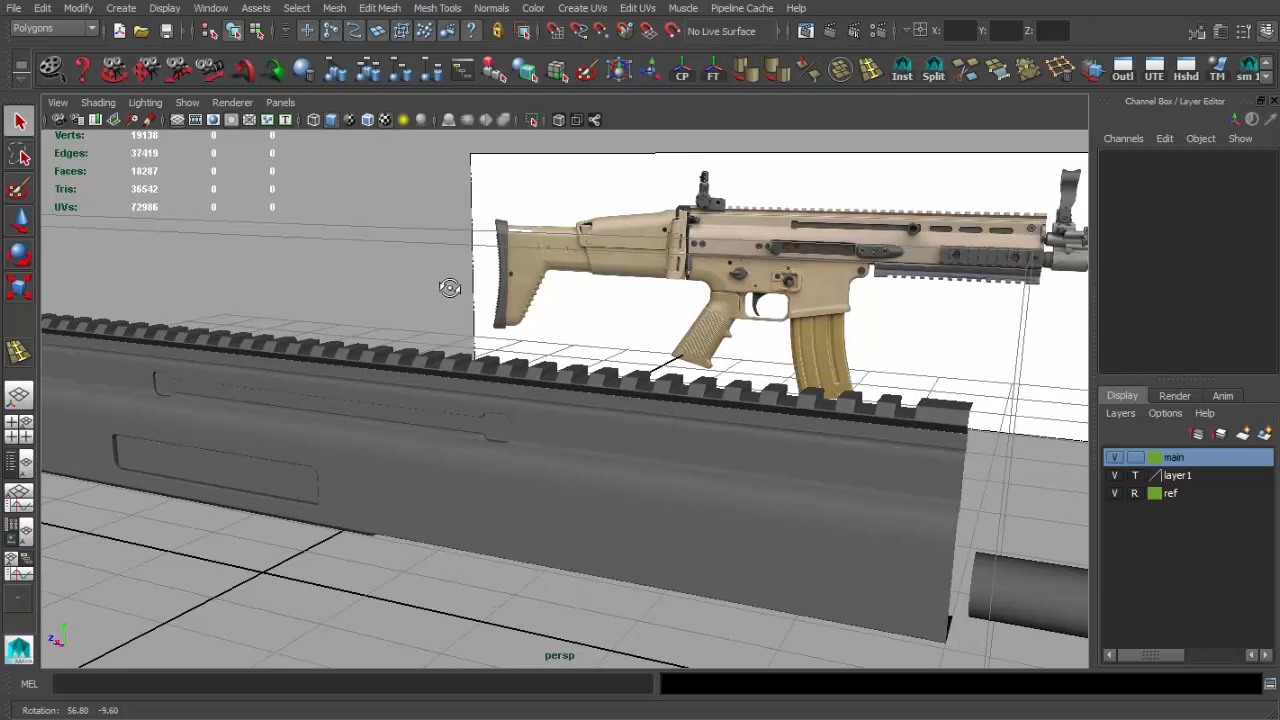 File Edit Modify Create Display Window Assets Select Mesh Edit Mesh Mesh Tools Normals Color Create UVs Edit UVs Muscle Pipeline Cache Help
Polygons No Live Surface X: Y: Z:
CP FT Inst Split Outl UTE Hshd TM sm 1
View Shading Lighting Show Renderer Panels
Channel Box / Layer Editor
Verts: 19138 0 0
Edges: 37419 0 0
Faces: 18287 0 0
Tris: 36542 0 0
UVs: 72986 0 0
Channels Edit Object Show
Display Render Anim
Layers Options Help
V main
V T layer1
V R ref
persp
MEL
Rotation: 56.80 -9.60